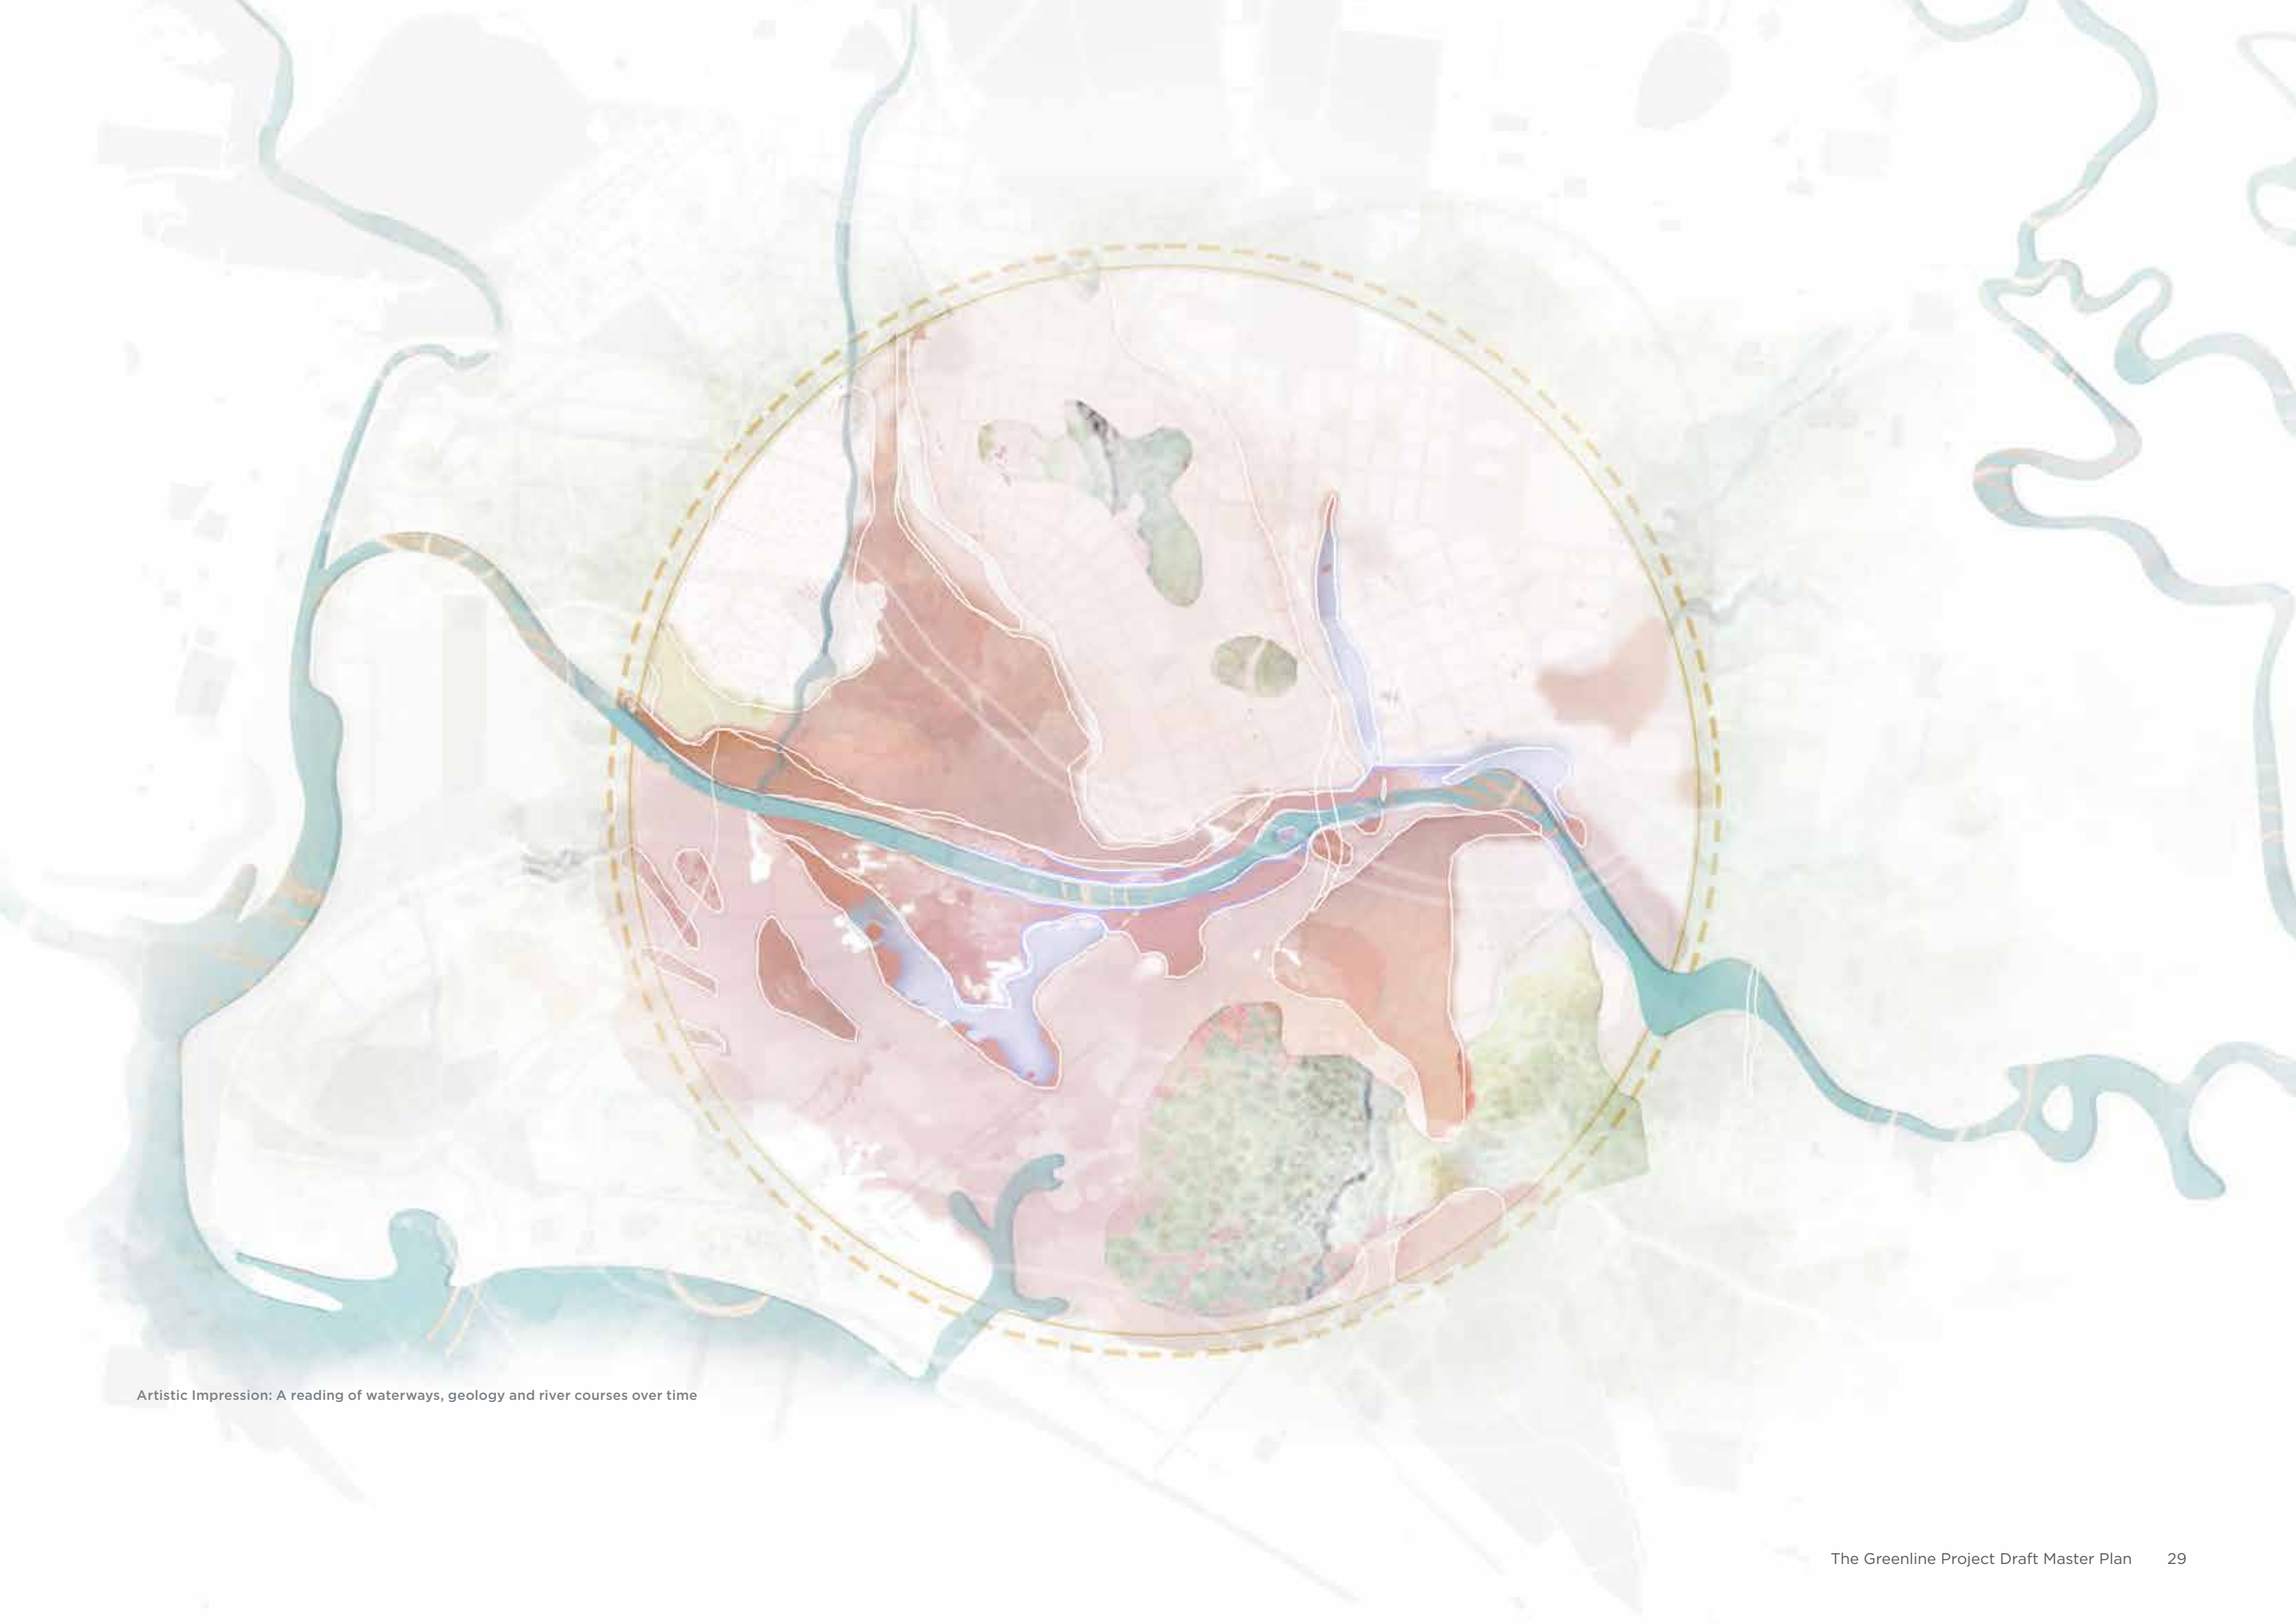 Artistic Impression: A reading of waterways, geology and river courses over time
The Greenline Project Draft Master Plan 29